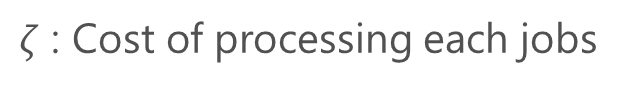 ζ : Cost of processing each jobs